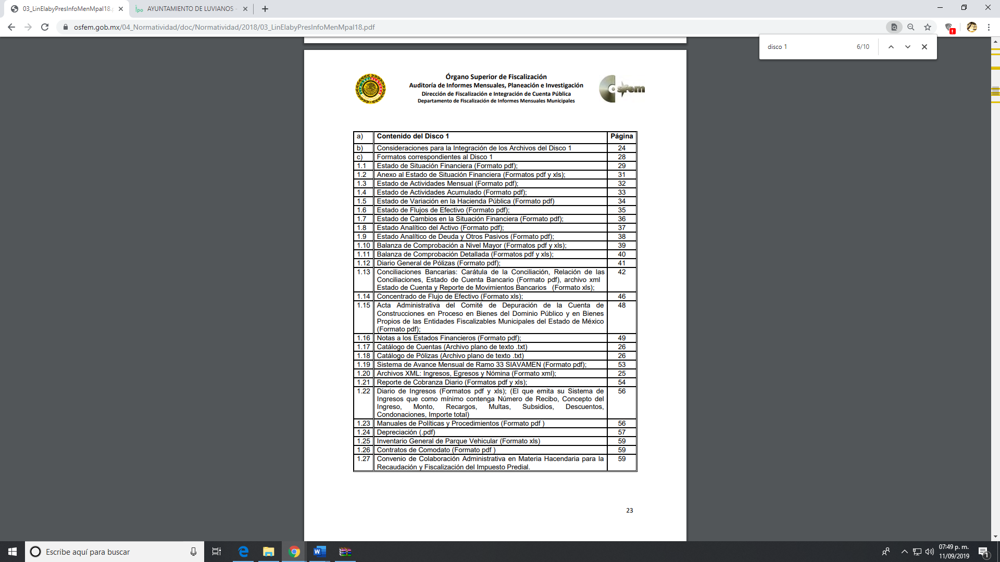 03_LinElabyPresInfoMenMpal18.p
AYUNTAMIENTO DE LUVIANOS -
osfem.gob.mx/04_Normatividad/doc/Normatividad/2018/03_LinElabyPresInfoMenMpal18.pdf
disco 1
6/10
Órgano Superior de Fiscalización
Auditoría de Informes Mensuales, Planeación e Investigación
Dirección de Fiscalización e Integración de Cuenta Pública
Departamento de Fiscalización de Informes Mensuales Municipales
osfem
a) Contenido del Disco 1 Página
b) Consideraciones para la Integración de los Archivos del Disco 1 24
c) Formatos correspondientes al Disco 1 28
1.1 Estado de Situación Financiera (Formato pdf); 29
1.2 Anexo al Estado de Situación Financiera (Formatos pdf y xls); 31
1.3 Estado de Actividades Mensual (Formato pdf); 32
1.4 Estado de Actividades Acumulado (Formato pdf); 33
1.5 Estado de Variación en la Hacienda Pública (Formato pdf) 34
1.6 Estado de Flujos de Efectivo (Formato pdf); 35
1.7 Estado de Cambios en la Situación Financiera (Formato pdf); 36
1.8 Estado Analítico del Activo (Formato pdf); 37
1.9 Estado Analítico de Deuda y Otros Pasivos (Formato pdf); 38
1.10 Balanza de Comprobación a Nivel Mayor (Formatos pdf y xls); 39
1.11 Balanza de Comprobación Detallada (Formatos pdf y xls); 40
1.12 Diario General de Pólizas (Formato pdf); 41
1.13 Conciliaciones Bancarias: Carátula de la Conciliación, Relación de las 42
Conciliaciones, Estado de Cuenta Bancario (Formato pdf), archivo xml
Estado de Cuenta y Reporte de Movimientos Bancarios (Formato xls);
1.14 Concentrado de Flujo de Efectivo (Formato xls); 46
1.15 Acta Administrativa del Comité de Depuración de la Cuenta de 48
Construcciones en Proceso en Bienes del Dominio Público y en Bienes
Propios de las Entidades Fiscalizables Municipales del Estado de México
(Formato pdf);
1.16 Notas a los Estados Financieros (Formato pdf); 49
1.17 Catálogo de Cuentas (Archivo plano de texto .txt) 26
1.18 Catálogo de Pólizas (Archivo plano de texto .txt) 26
1.19 Sistema de Avance Mensual de Ramo 33 SIAVAMEN (Formato pdf); 53
1.20 Archivos XML: Ingresos, Egresos y Nómina (Formato xml); 25
1.21 Reporte de Cobranza Diario (Formatos pdf y xls); 54
1.22 Diario de Ingresos (Formatos pdf y xls); (El que emita su Sistema de 56
Ingresos que como mínimo contenga Número de Recibo, Concepto del
Ingreso, Monto, Recargos, Multas, Subsidios, Descuentos,
Condonaciones, Importe total)
1.23 Manuales de Políticas y Procedimientos (Formato pdf ) 56
1.24 Depreciación (.pdf) 57
1.25 Inventario General de Parque Vehicular (Formato xls) 59
1.26 Contratos de Comodato (Formato pdf ) 59
1.27 Convenio de Colaboración Administrativa en Materia Hacendaria para la 59
Recaudación y Fiscalización del Impuesto Predial.
23
Escribe aquí para buscar
07:49 p. m.
11/09/2019
1